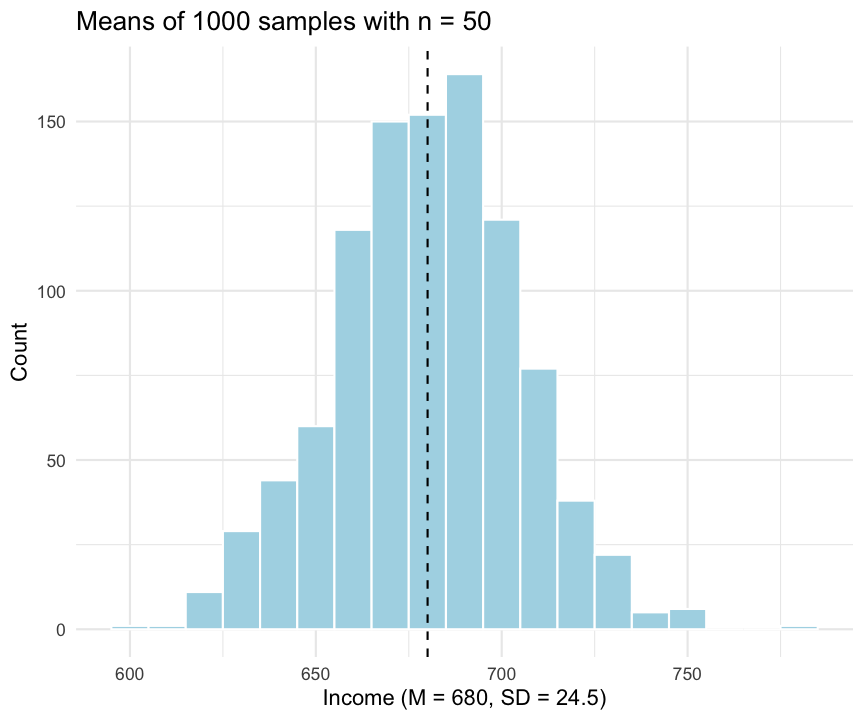 Means of 1000 samples with n = 50
Count
150
100
50
0
600 650 700 750
Income (M = 680, SD = 24.5)